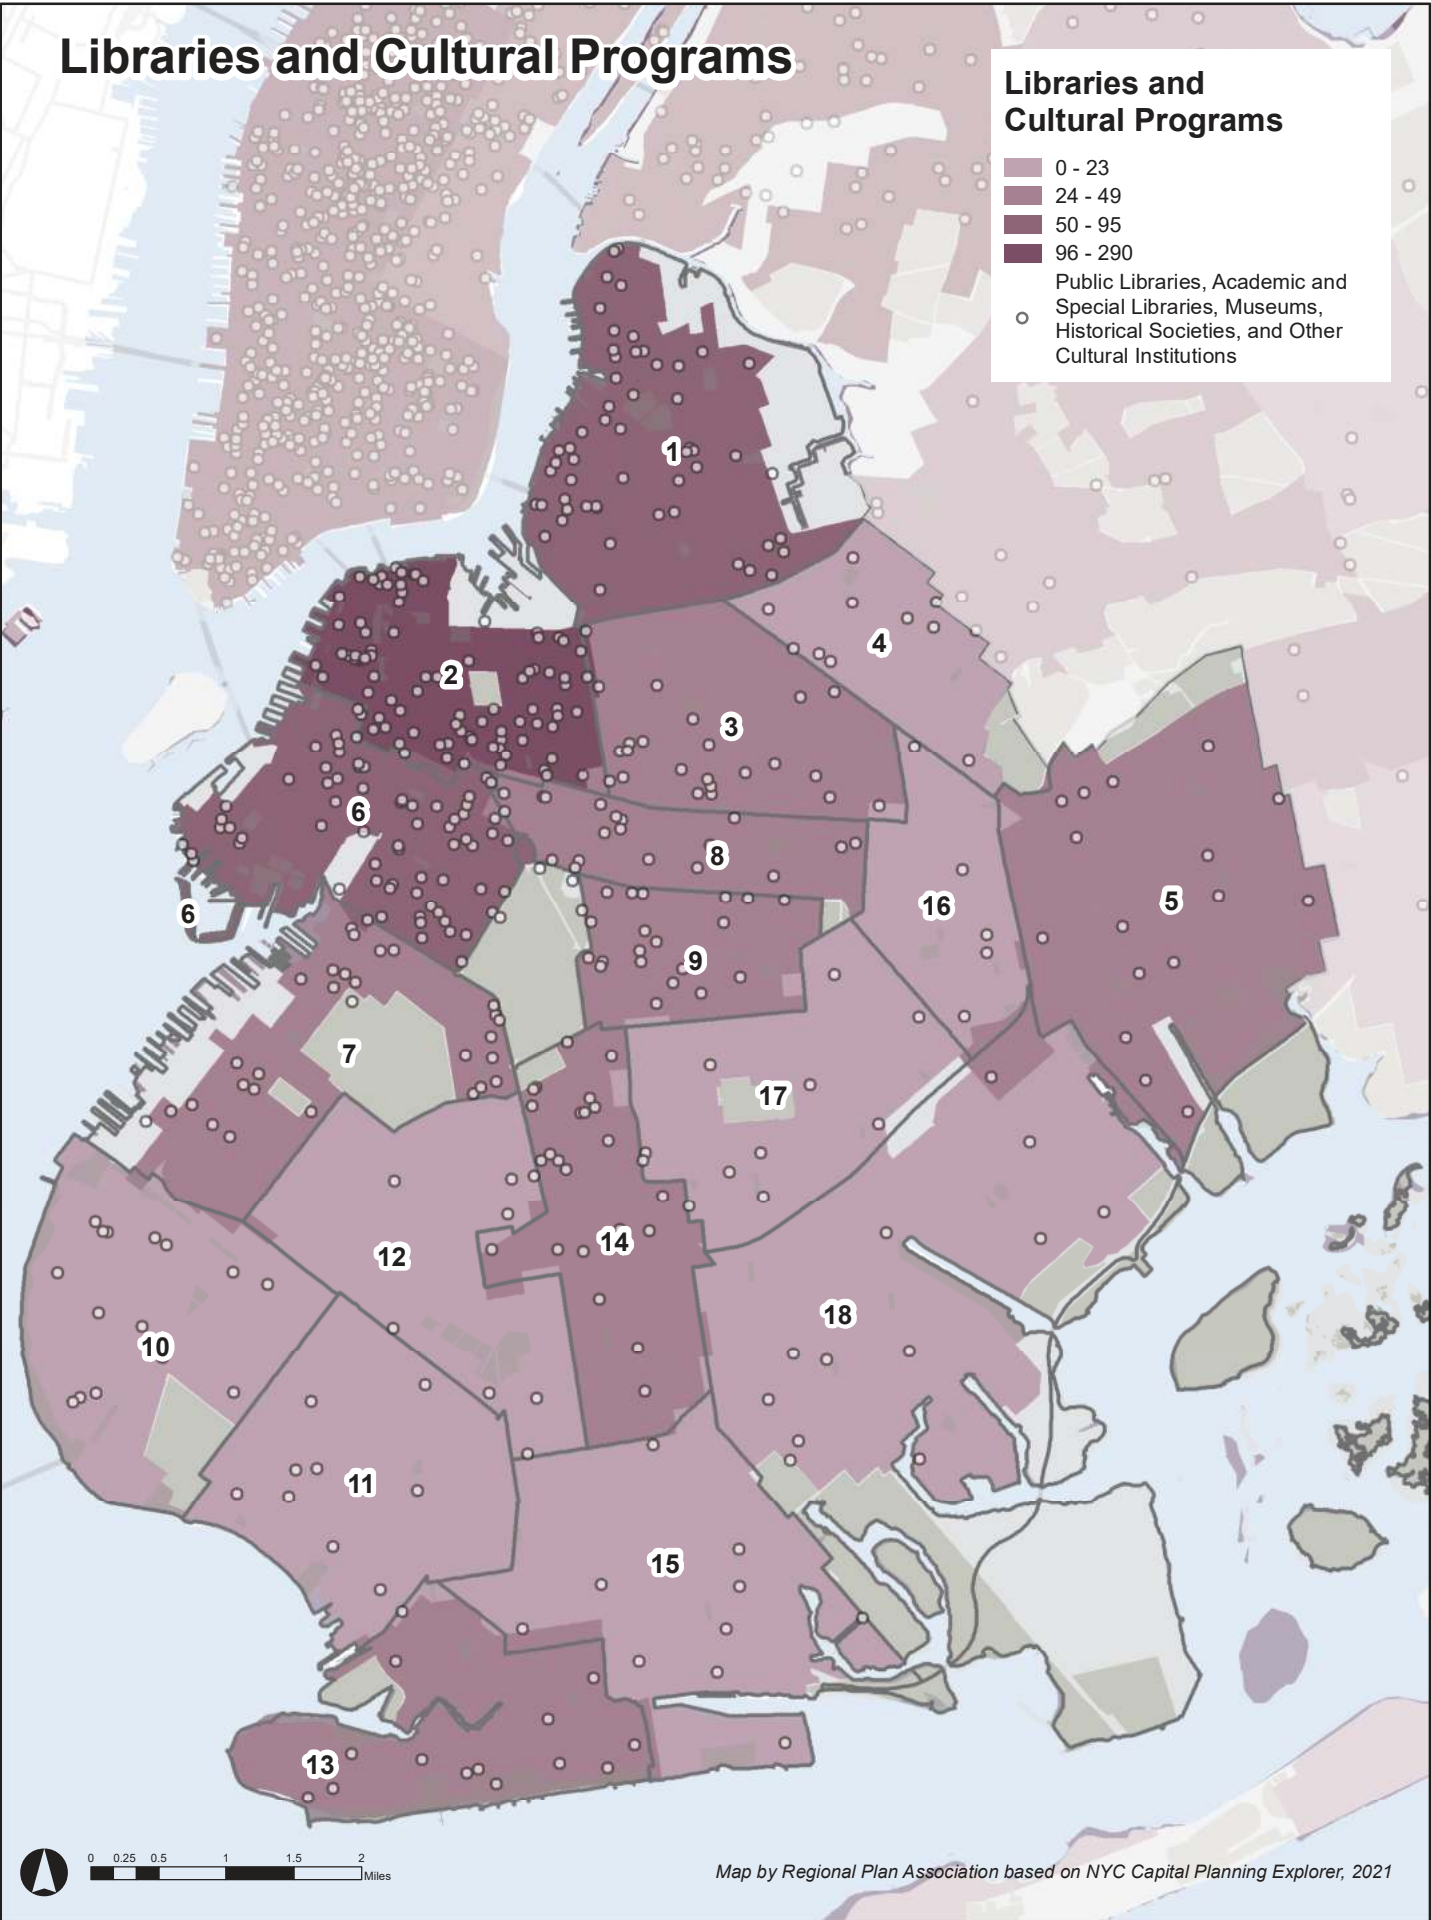 Libraries and Cultural Programs
Libraries and
Cultural Programs
0 - 23
24 - 49
50 - 95
96 - 290
Public Libraries, Academic and
Special Libraries, Museums,
Historical Societies, and Other
Cultural Institutions
1
4
2
3
6
8
5
16
6
9
7
17
14
12
18
10
11
15
13
0 0.25 0.5 1 1.5 2
Miles
Map by Regional Plan Association based on NYC Capital Planning Explorer, 2021